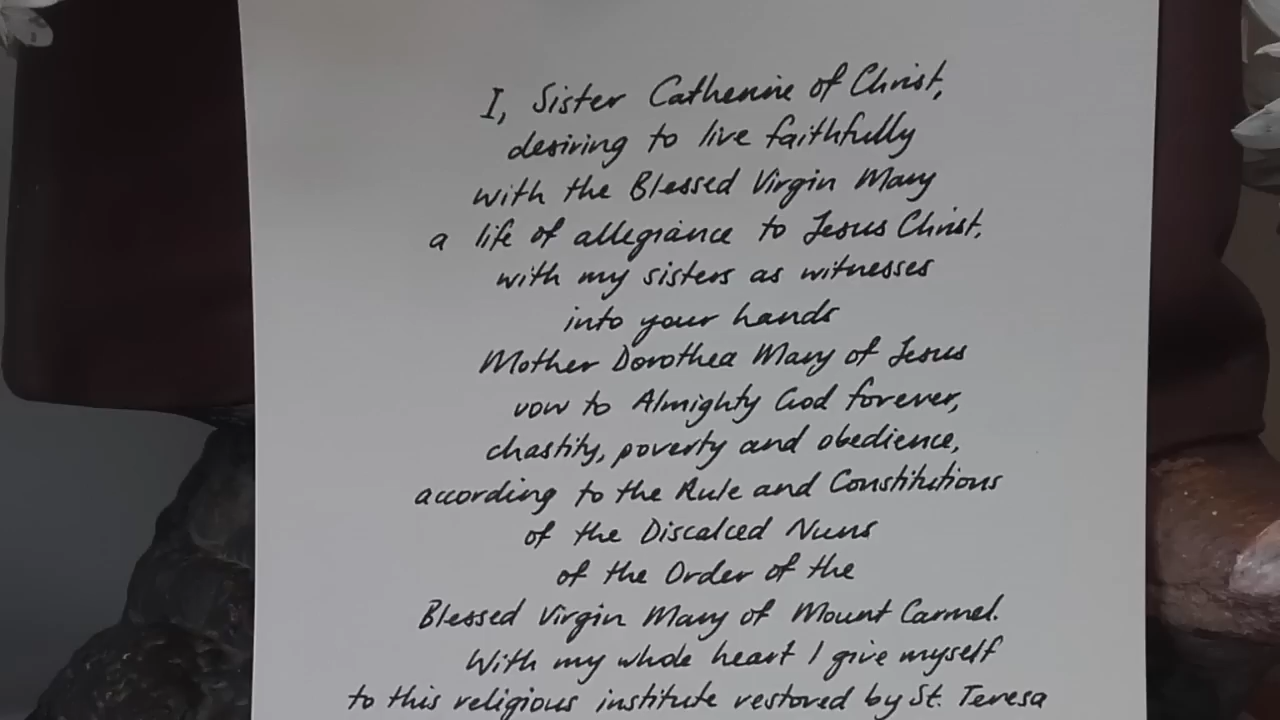 I, Sister Catherine of Christ,
desiring to live faithfully
with the Blessed Virgin Mary
a life of allegiance to Jesus Christ,
with my sisters as witnesses
into your hands
Mother Dorothea Mary of Jesus
vow to Almighty God forever,
chastity, poverty and obedience,
according to the Rule and Constitutions
of the Discalced Nuns
of the Order of the
Blessed Virgin Mary of Mount Carmel.
With my whole heart I give myself
to this religious institute restored by St. Teresa